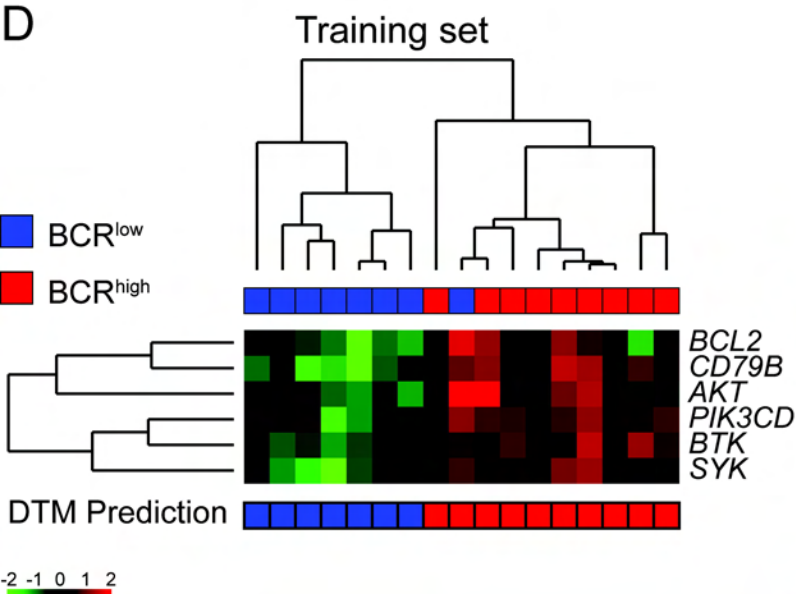 D
Training set
BCRlow
BCRhigh
BCL2
CD79B
AKT
PIK3CD
BTK
SYK
DTM Prediction
-2 -1 0 1 2